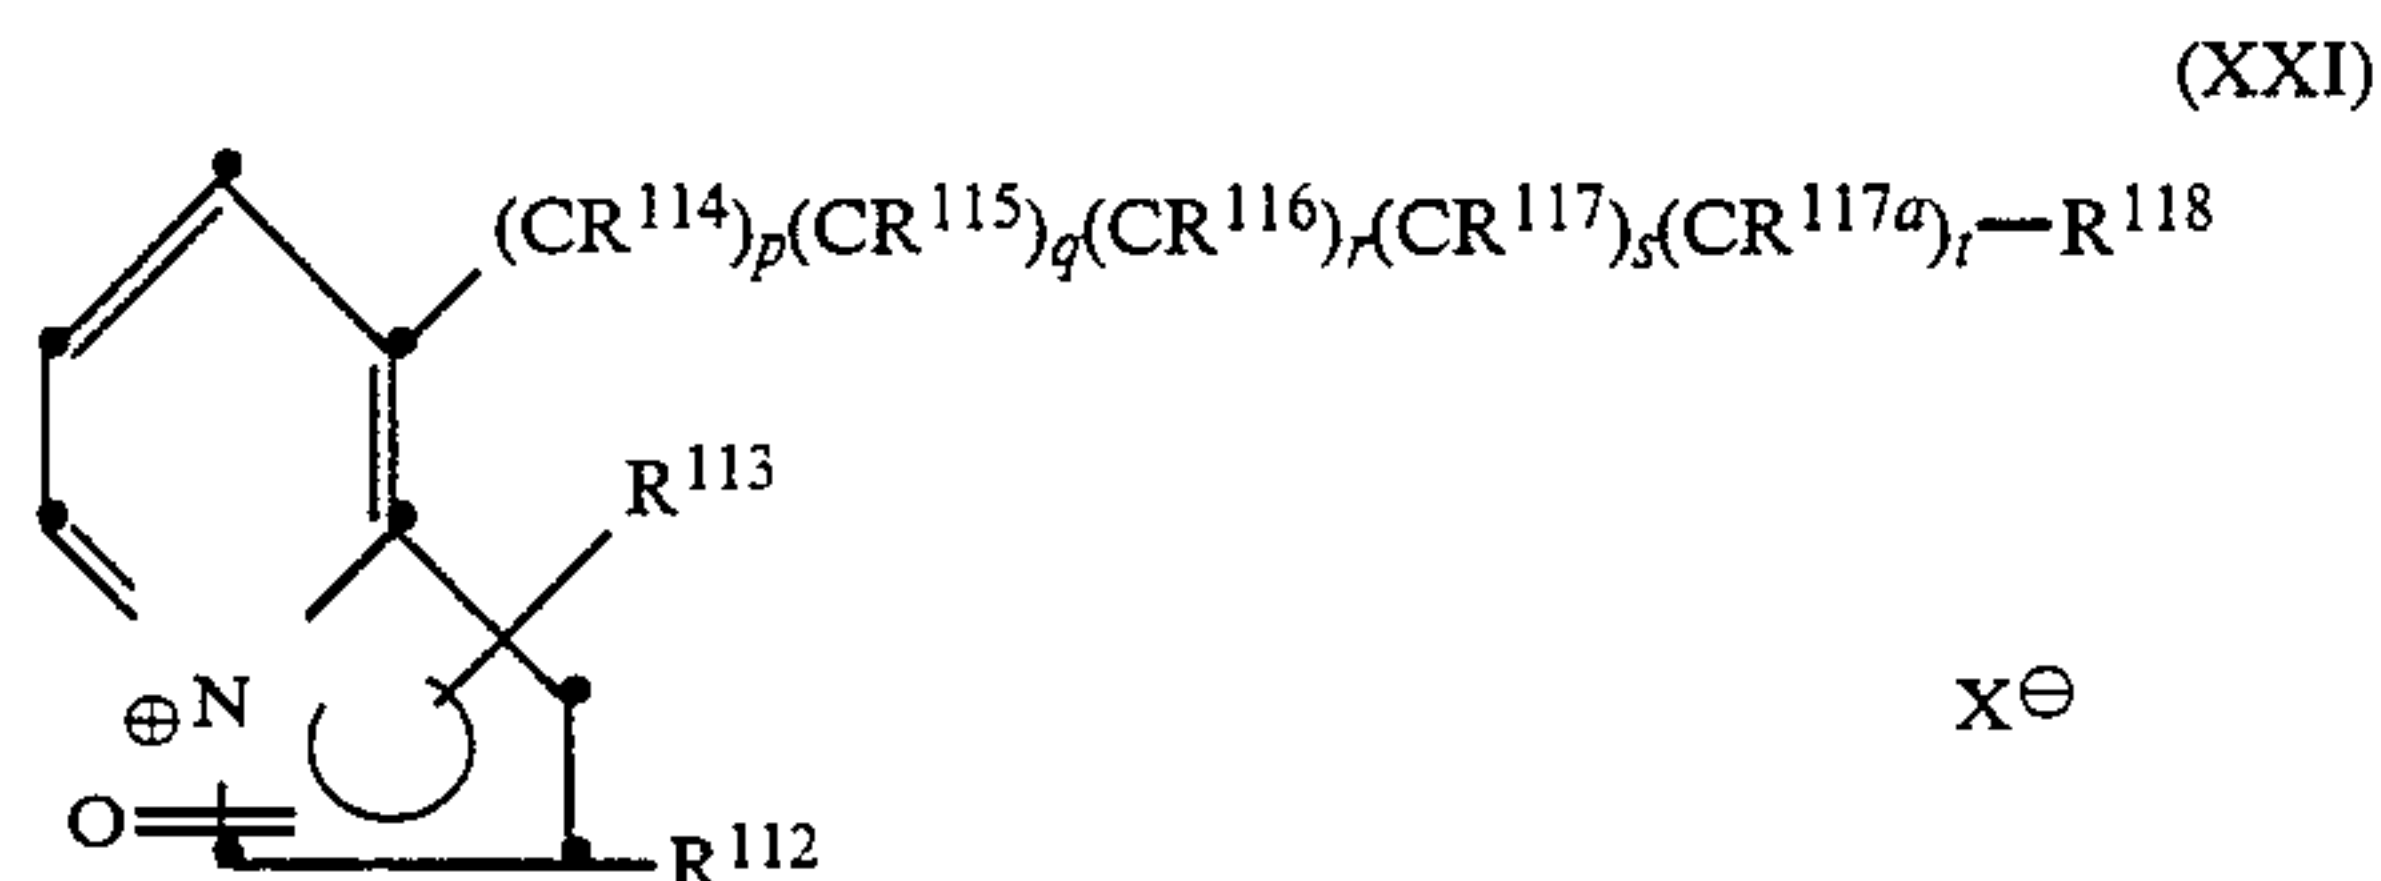 (XXI)
(CR¹¹⁴)ₚ(CR¹¹⁵)q(CR¹¹⁶)ᵣ(CR¹¹⁷)ₛ(CR¹¹⁷ᵃ)ₜ—R¹¹⁸
R¹¹³
⊕N
X⊖
O
R¹¹²